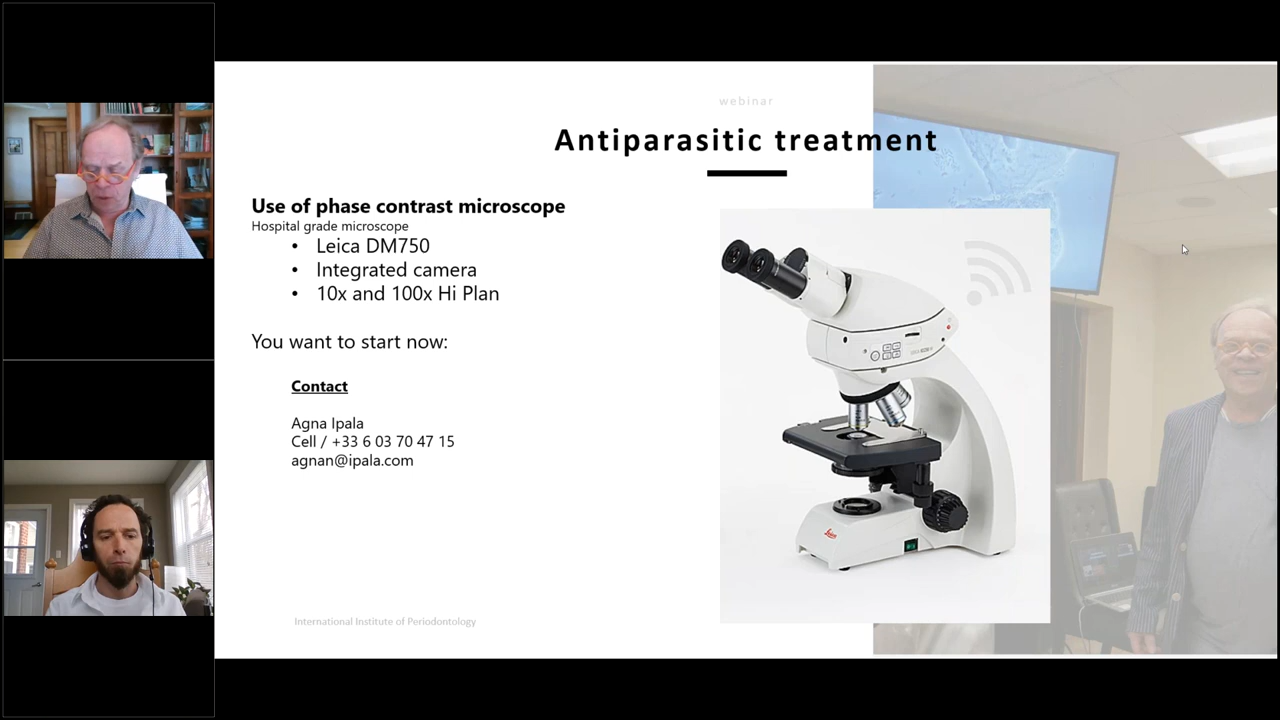 webinar
Antiparasitic treatment
Use of phase contrast microscope
Hospital grade microscope
• Leica DM750
• Integrated camera
• 10x and 100x Hi Plan
You want to start now:
Contact
Agna Ipala
Cell / +33 6 03 70 47 15
agnan@ipala.com
Leica
International Institute of Periodontology